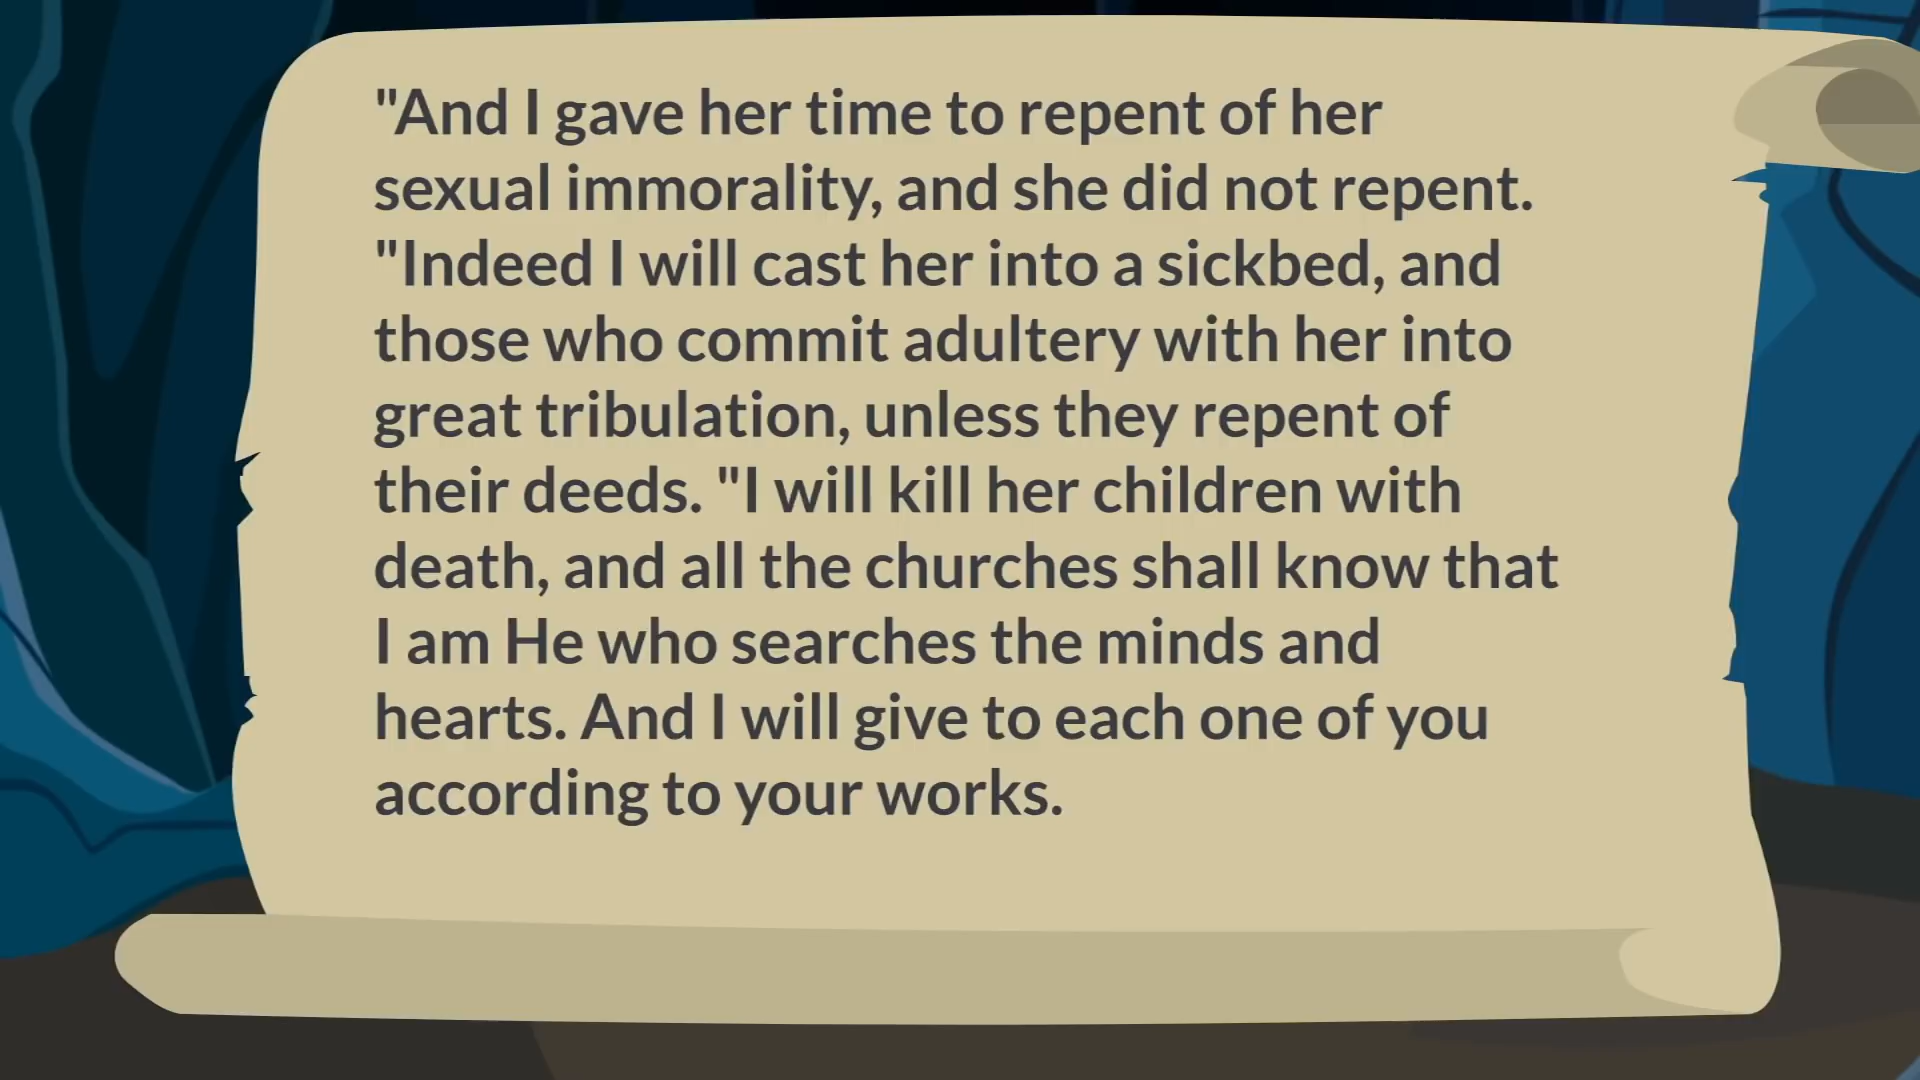 "And I gave her time to repent of her
sexual immorality, and she did not repent.
"Indeed I will cast her into a sickbed, and
those who commit adultery with her into
great tribulation, unless they repent of
their deeds. "I will kill her children with
death, and all the churches shall know that
I am He who searches the minds and
hearts. And I will give to each one of you
according to your works.